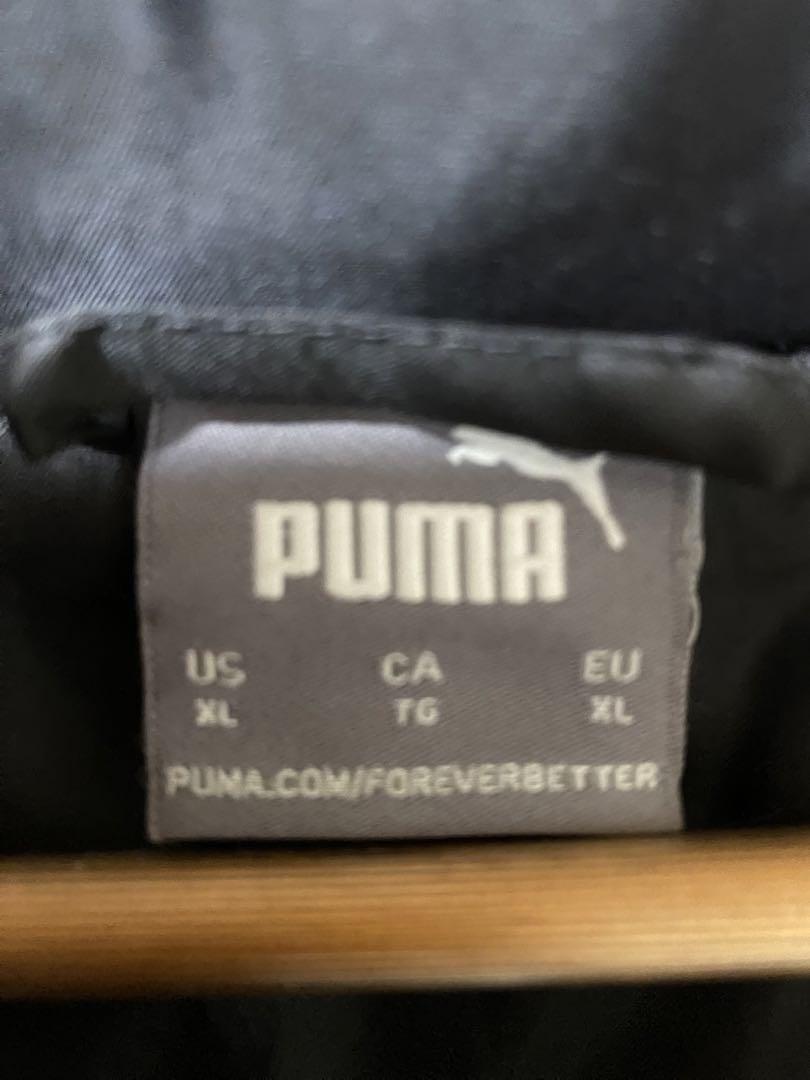 PUMA
US CA EU
XL TG XL
PUMA.COM/FOREVERBETTER